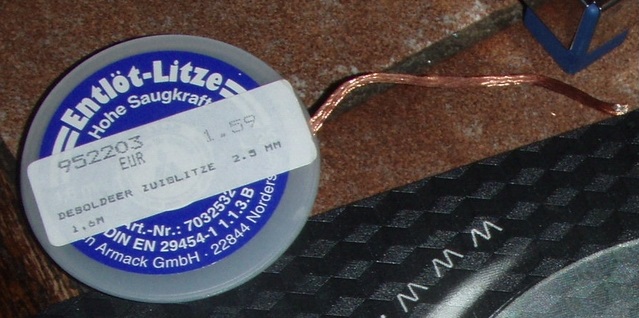 Entlöt-Litze
Hohe Saugkraft
952203 1.59
EUR
DESOLDEER ZUIGLITZE 2.5 MM
1.6M
Art.-Nr.: 7032532
DIN EN 29454-1 1.1.3.B
Armack GmbH · 22844 Norders